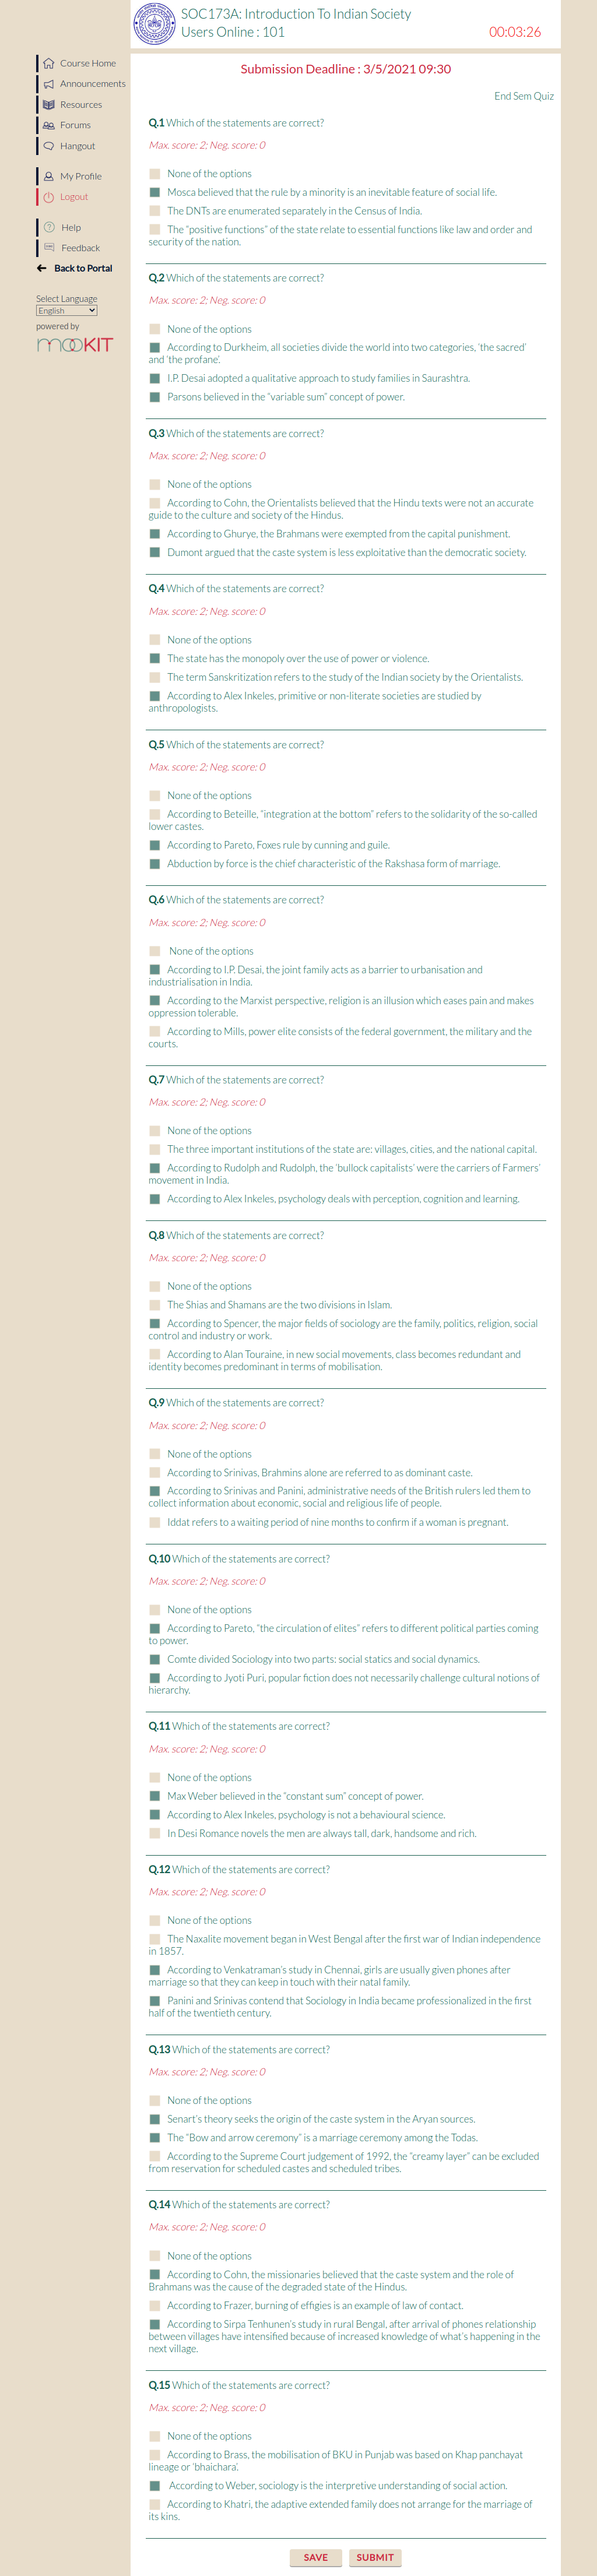 SOC173A: Introduction To Indian Society
Users Online : 101
00:03:26
Course Home
Announcements
Resources
Forums
Hangout
My Profile
Logout
Help
Feedback
Back to Portal
Select Language
English
powered by
mooKIT
Submission Deadline : 3/5/2021 09:30
End Sem Quiz
Q.1 Which of the statements are correct?
Max. score: 2; Neg. score: 0
None of the options
Mosca believed that the rule by a minority is an inevitable feature of social life.
The DNTs are enumerated separately in the Census of India.
The “positive functions” of the state relate to essential functions like law and order and
security of the nation.
Q.2 Which of the statements are correct?
Max. score: 2; Neg. score: 0
None of the options
According to Durkheim, all societies divide the world into two categories, ‘the sacred’
and ‘the profane’.
I.P. Desai adopted a qualitative approach to study families in Saurashtra.
Parsons believed in the “variable sum” concept of power.
Q.3 Which of the statements are correct?
Max. score: 2; Neg. score: 0
None of the options
According to Cohn, the Orientalists believed that the Hindu texts were not an accurate
guide to the culture and society of the Hindus.
According to Ghurye, the Brahmans were exempted from the capital punishment.
Dumont argued that the caste system is less exploitative than the democratic society.
Q.4 Which of the statements are correct?
Max. score: 2; Neg. score: 0
None of the options
The state has the monopoly over the use of power or violence.
The term Sanskritization refers to the study of the Indian society by the Orientalists.
According to Alex Inkeles, primitive or non-literate societies are studied by
anthropologists.
Q.5 Which of the statements are correct?
Max. score: 2; Neg. score: 0
None of the options
According to Beteille, “integration at the bottom” refers to the solidarity of the so-called
lower castes.
According to Pareto, Foxes rule by cunning and guile.
Abduction by force is the chief characteristic of the Rakshasa form of marriage.
Q.6 Which of the statements are correct?
Max. score: 2; Neg. score: 0
None of the options
According to I.P. Desai, the joint family acts as a barrier to urbanisation and
industrialisation in India.
According to the Marxist perspective, religion is an illusion which eases pain and makes
oppression tolerable.
According to Mills, power elite consists of the federal government, the military and the
courts.
Q.7 Which of the statements are correct?
Max. score: 2; Neg. score: 0
None of the options
The three important institutions of the state are: villages, cities, and the national capital.
According to Rudolph and Rudolph, the ‘bullock capitalists’ were the carriers of Farmers’
movement in India.
According to Alex Inkeles, psychology deals with perception, cognition and learning.
Q.8 Which of the statements are correct?
Max. score: 2; Neg. score: 0
None of the options
The Shias and Shamans are the two divisions in Islam.
According to Spencer, the major fields of sociology are the family, politics, religion, social
control and industry or work.
According to Alan Touraine, in new social movements, class becomes redundant and
identity becomes predominant in terms of mobilisation.
Q.9 Which of the statements are correct?
Max. score: 2; Neg. score: 0
None of the options
According to Srinivas, Brahmins alone are referred to as dominant caste.
According to Srinivas and Panini, administrative needs of the British rulers led them to
collect information about economic, social and religious life of people.
Iddat refers to a waiting period of nine months to confirm if a woman is pregnant.
Q.10 Which of the statements are correct?
Max. score: 2; Neg. score: 0
None of the options
According to Pareto, “the circulation of elites” refers to different political parties coming
to power.
Comte divided Sociology into two parts: social statics and social dynamics.
According to Jyoti Puri, popular fiction does not necessarily challenge cultural notions of
hierarchy.
Q.11 Which of the statements are correct?
Max. score: 2; Neg. score: 0
None of the options
Max Weber believed in the “constant sum” concept of power.
According to Alex Inkeles, psychology is not a behavioural science.
In Desi Romance novels the men are always tall, dark, handsome and rich.
Q.12 Which of the statements are correct?
Max. score: 2; Neg. score: 0
None of the options
The Naxalite movement began in West Bengal after the first war of Indian independence
in 1857.
According to Venkatraman’s study in Chennai, girls are usually given phones after
marriage so that they can keep in touch with their natal family.
Panini and Srinivas contend that Sociology in India became professionalized in the first
half of the twentieth century.
Q.13 Which of the statements are correct?
Max. score: 2; Neg. score: 0
None of the options
Senart’s theory seeks the origin of the caste system in the Aryan sources.
The “Bow and arrow ceremony” is a marriage ceremony among the Todas.
According to the Supreme Court judgement of 1992, the “creamy layer” can be excluded
from reservation for scheduled castes and scheduled tribes.
Q.14 Which of the statements are correct?
Max. score: 2; Neg. score: 0
None of the options
According to Cohn, the missionaries believed that the caste system and the role of
Brahmans was the cause of the degraded state of the Hindus.
According to Frazer, burning of effigies is an example of law of contact.
According to Sirpa Tenhunen’s study in rural Bengal, after arrival of phones relationship
between villages have intensified because of increased knowledge of what’s happening in the
next village.
Q.15 Which of the statements are correct?
Max. score: 2; Neg. score: 0
None of the options
According to Brass, the mobilisation of BKU in Punjab was based on Khap panchayat
lineage or ‘bhaichara’.
According to Weber, sociology is the interpretive understanding of social action.
According to Khatri, the adaptive extended family does not arrange for the marriage of
its kins.
SAVE
SUBMIT